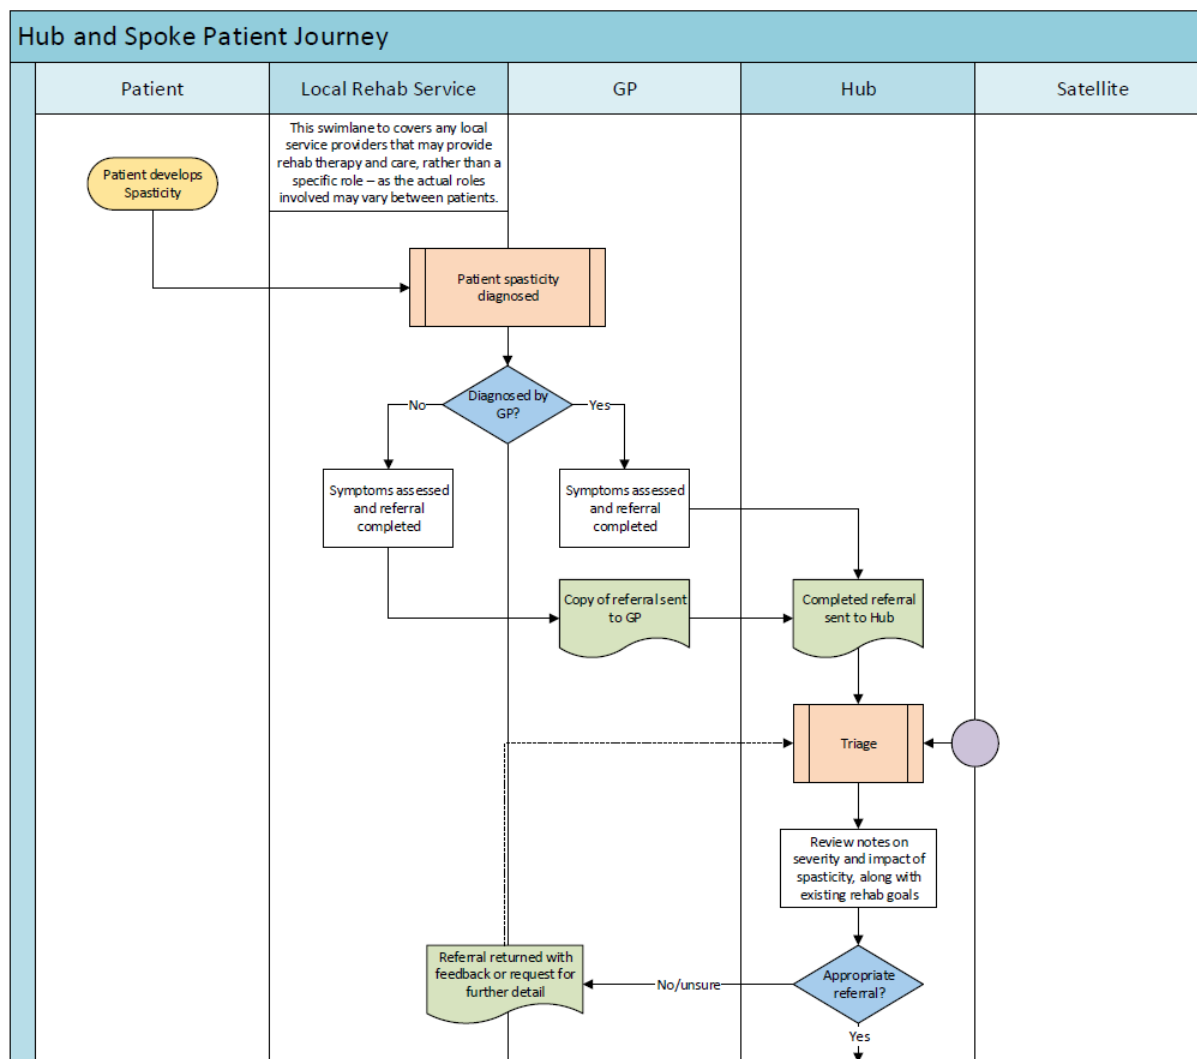 Hub and Spoke Patient Journey
Patient
Local Rehab Service
GP
Hub
Satellite
This swimlane to covers any local
service providers that may provide
rehab therapy and care, rather than a
specific role – as the actual roles
involved may vary between patients.
Patient develops
Spasticity
Patient spasticity
diagnosed
Diagnosed by
GP?
No
Yes
Symptoms assessed
and referral
completed
Symptoms assessed
and referral
completed
Copy of referral sent
to GP
Completed referral
sent to Hub
Triage
Review notes on
severity and impact of
spasticity, along with
existing rehab goals
Referral returned with
feedback or request for
further detail
No/unsure
Appropriate
referral?
Yes